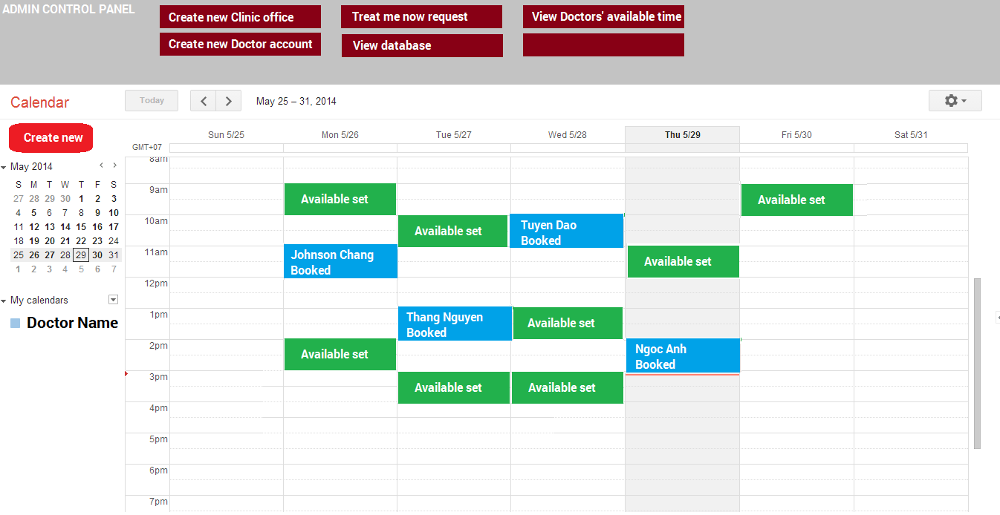 ADMIN CONTROL PANEL
Create new Clinic office
Treat me now request
View Doctors' available time
Create new Doctor account
View database
Calendar
Today
May 25 – 31, 2014
Create new
May 2014
S M T W T F S
27 28 29 30 1 2 3
4 5 6 7 8 9 10
11 12 13 14 15 16 17
18 19 20 21 22 23 24
25 26 27 28 29 30 31
1 2 3 4 5 6 7
My calendars
Doctor Name
Sun 5/25
Mon 5/26
Tue 5/27
Wed 5/28
Thu 5/29
Fri 5/30
Sat 5/31
GMT+07
8am
9am
Available set
Available set
10am
Available set
Tuyen Dao
Booked
11am
Johnson Chang
Booked
Available set
12pm
1pm
Thang Nguyen
Booked
Available set
2pm
Available set
Ngoc Anh
Booked
3pm
Available set
Available set
4pm
5pm
6pm
7pm